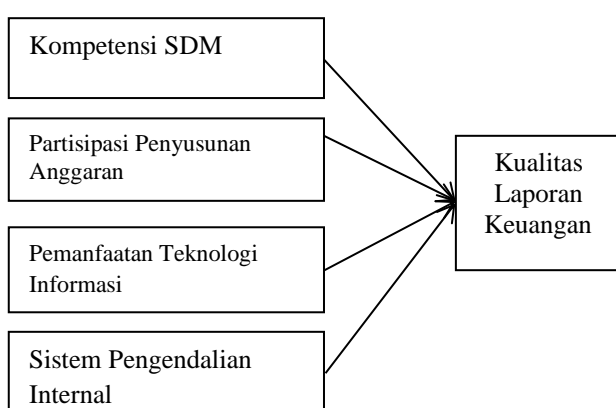 Kompetensi SDM
Partisipasi Penyusunan
Anggaran
Pemanfaatan Teknologi
Informasi
Sistem Pengendalian
Internal
Kualitas
Laporan
Keuangan